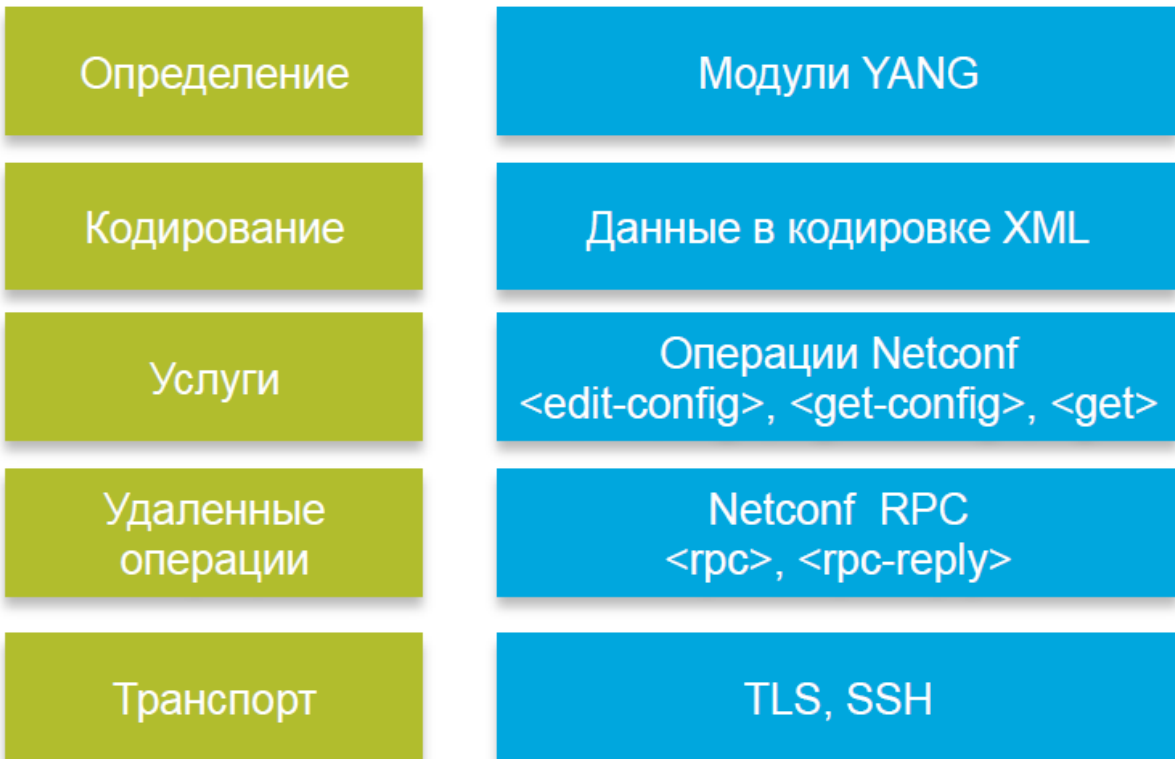 Определение
Модули YANG
Кодирование
Данные в кодировке XML
Услуги
Операции Netconf
<edit-config>, <get-config>, <get>
Удаленные
операции
Netconf RPC
<rpc>, <rpc-reply>
Транспорт
TLS, SSH